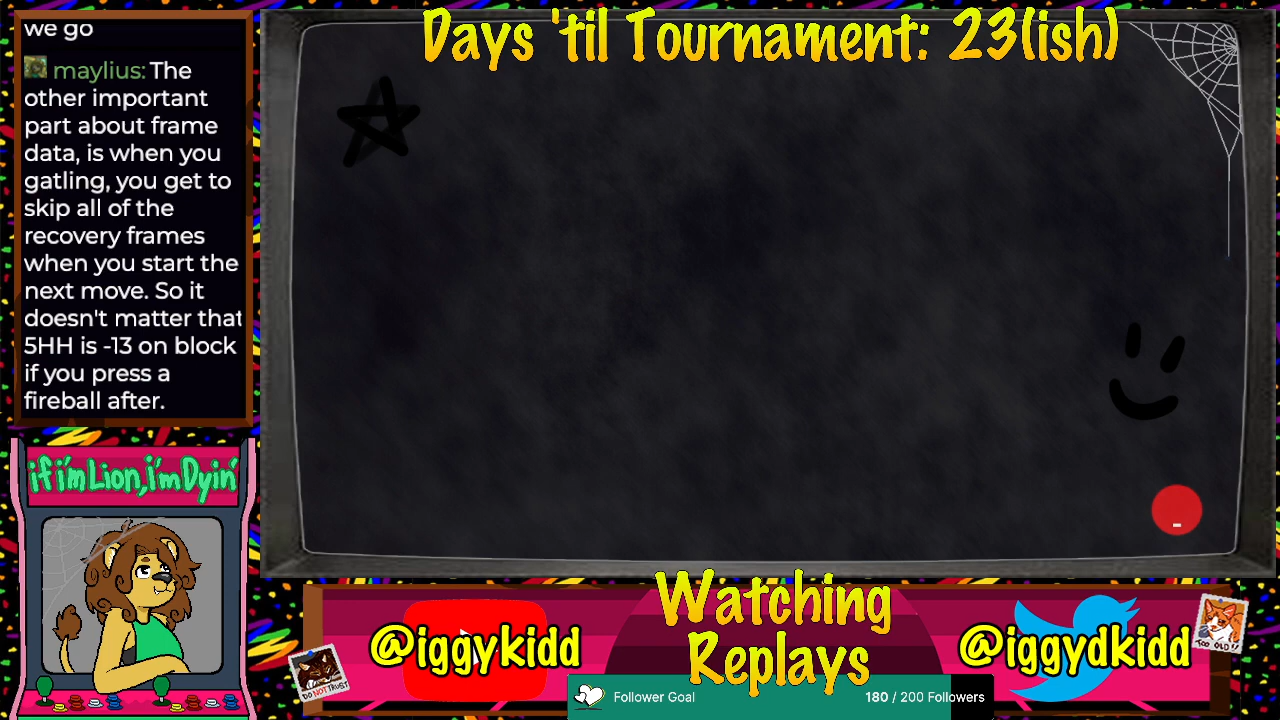 we go
maylius: The
other important
part about frame
data, is when you
gatling, you get to
skip all of the
recovery frames
when you start the
next move. So it
doesn't matter that
5HH is -13 on block
if you press a
fireball after.
Days 'til Tournament: 23(ish)
if i'm Lion, i'm Dyin'
@iggykidd
Watching
Replays
@iggydkidd
DO NOT TRUST
TOO OLD!!
Follower Goal
180 / 200 Followers